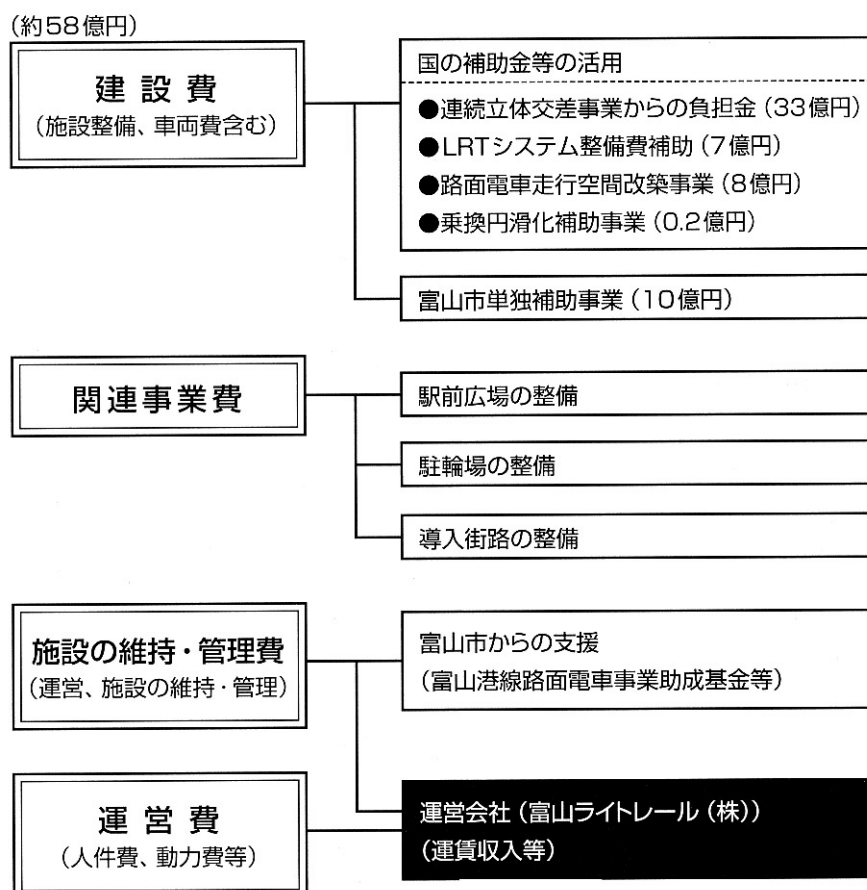 (約58億円)
建設費
(施設整備、車両費含む)
国の補助金等の活用
●連続立体交差事業からの負担金(33億円)
●LRTシステム整備費補助(7億円)
●路面電車走行空間改築事業(8億円)
●乗換円滑化補助事業(0.2億円)
富山市単独補助事業(10億円)
関連事業費
駅前広場の整備
駐輪場の整備
導入街路の整備
施設の維持・管理費
(運営、施設の維持・管理)
富山市からの支援
(富山港線路面電車事業助成基金等)
運営費
(人件費、動力費等)
運営会社(富山ライトレール(株))
(運賃収入等)